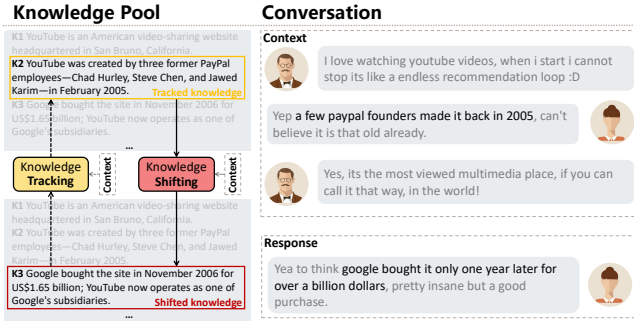 Knowledge Pool
K1 YouTube is an American video-sharing website
headquartered in San Bruno, California.
K2 YouTube was created by three former PayPal
employees—Chad Hurley, Steve Chen, and Jawed
Karim—in February 2005.
Tracked knowledge
K3 Google bought the site in November 2006 for
US$1.65 billion; YouTube now operates as one of
Google's subsidiaries.
...
Knowledge
Tracking
Context
Knowledge
Shifting
Context
K1 YouTube is an American video-sharing website
headquartered in San Bruno, California.
K2 YouTube was created by three former PayPal
employees—Chad Hurley, Steve Chen, and Jawed
Karim—in February 2005.
K3 Google bought the site in November 2006 for
US$1.65 billion; YouTube now operates as one of
Google's subsidiaries.
Shifted knowledge
...
Conversation
Context
I love watching youtube videos, when i start i cannot
stop its like a endless recommendation loop :D
Yep a few paypal founders made it back in 2005, can't
believe it is that old already.
Yes, its the most viewed multimedia place, if you can
call it that way, in the world!
Response
Yea to think google bought it only one year later for
over a billion dollars, pretty insane but a good
purchase.